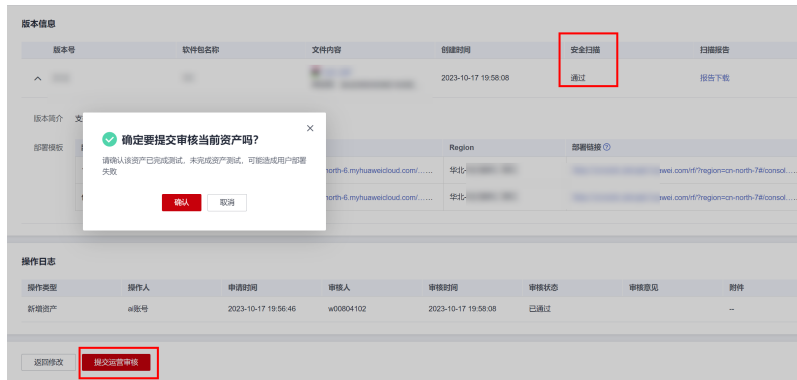 版本信息
版本号 软件包名称 文件内容 创建时间 安全扫描 扫描报告
2023-10-17 19:58:08 通过 报告下载
版本简介 支
部署模板 Region 部署链接
确定要提交审核当前资产吗?
请确认该资产已完成测试，未完成资产测试，可能造成用户部署
失败
确认 取消
north-6.myhuaweicloud.com/...... 华北- awei.com/rf/?region=cn-north-7#/consol......
north-6.myhuaweicloud.com/...... 华北- awei.com/rf/?region=cn-north-7#/consol......
操作日志
操作类型 操作人 申请时间 审核人 审核时间 审核状态 审核意见 附件
新增资产 ai账号 2023-10-17 19:56:46 w00804102 2023-10-17 19:58:08 已通过 --
返回修改 提交运营审核